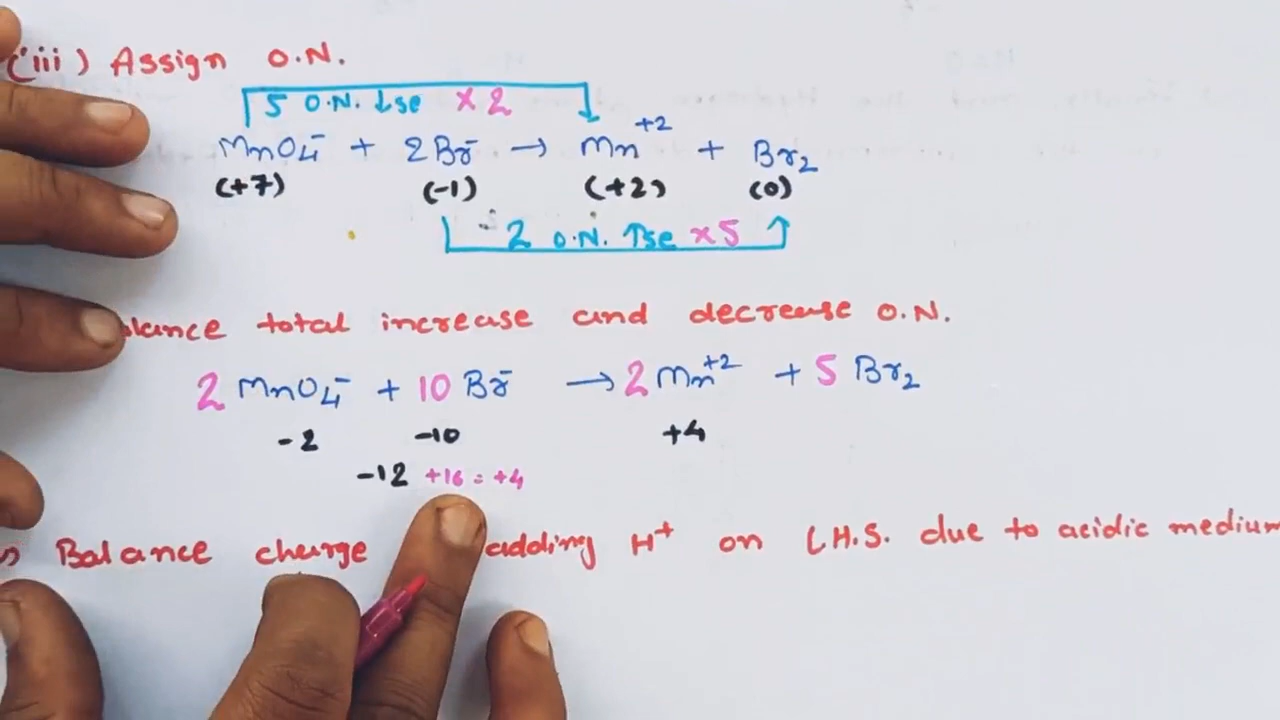 (iii) Assign O.N.
5 O.N. ↓se × 2
MnO₄⁻ + 2Br⁻ → Mn⁺² + Br₂
(+7) (-1) (+2) (0)
2 O.N. ↑se ×5
total increase and decrease O.N.
2 MnO₄⁻ + 10 Br⁻ → 2 Mn⁺² + 5 Br₂
-2 -10 +4
-12 +16 = +4
Balance charge adding H⁺ on L.H.S. due to acidic medium